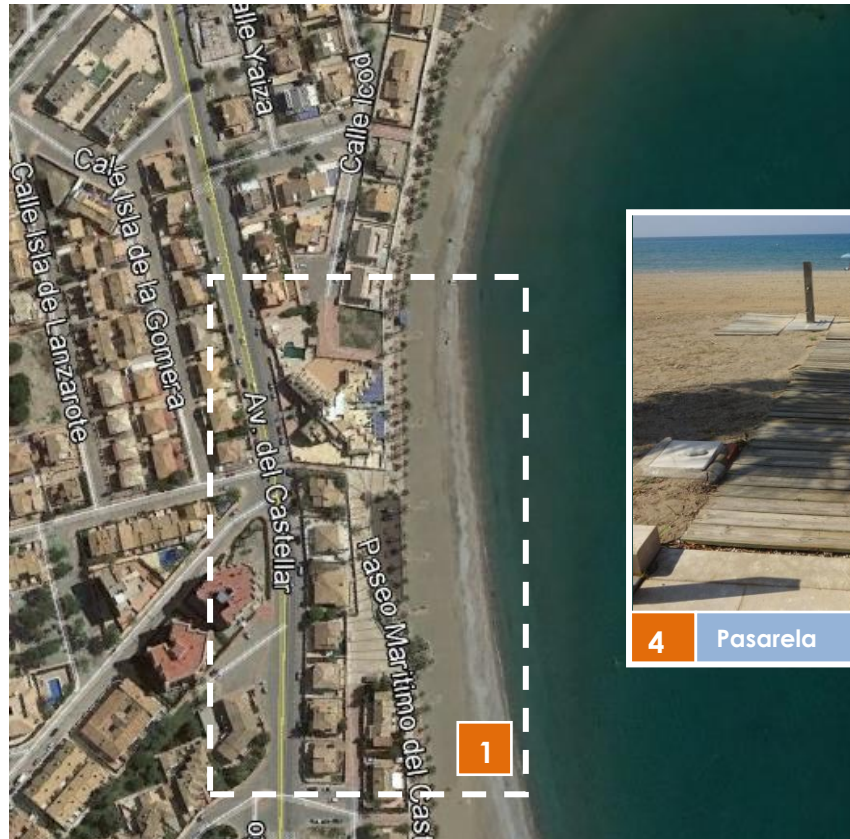 Calle Yaiza
Calle Icod
Calle Isla de la Gomera
Calle Isla de Lanzarote
Av. del Castellar
Paseo Marítimo del Cast
1
4 Pasarela